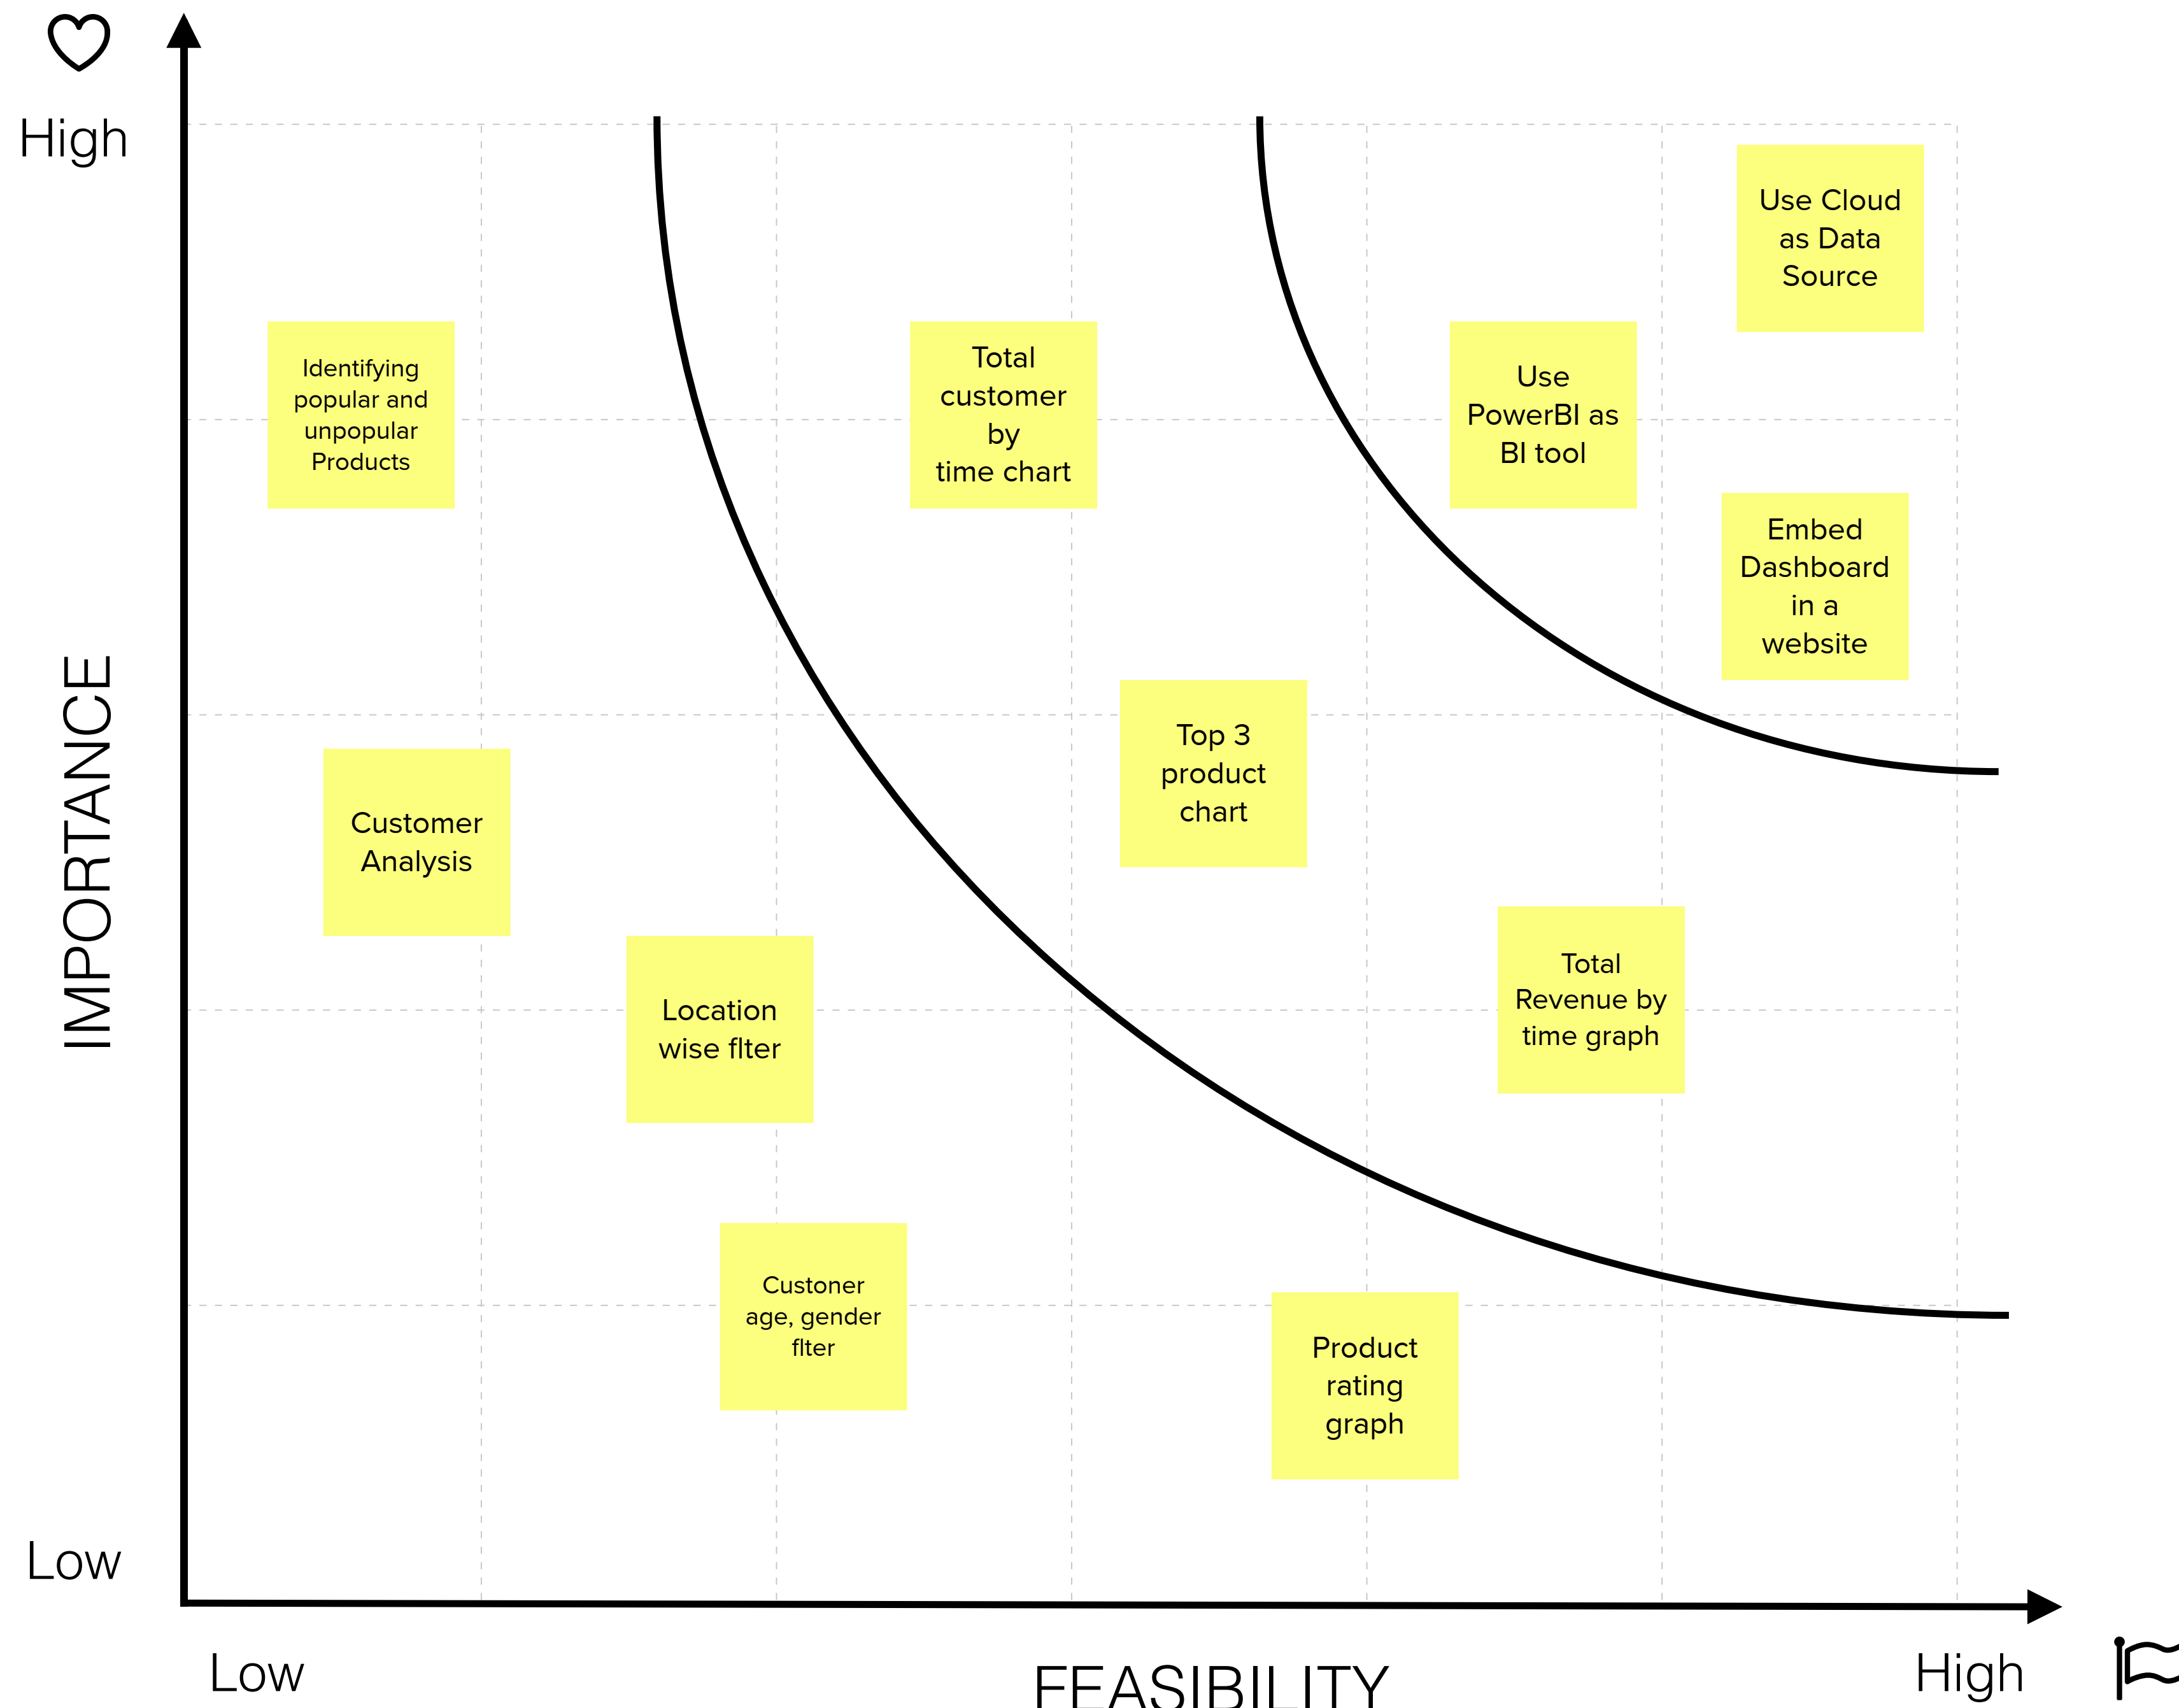 High
Use Cloud
as Data
Source
Identifying
popular and
unpopular
Products
Total
customer
by
time chart
Use
PowerBI as
BI tool
Embed
Dashboard
in a
website
IMPORTANCE
Top 3
product
chart
Customer
Analysis
Total
Revenue by
time graph
Location
wise flter
Custoner
age, gender
flter
Product
rating
graph
Low
Low
FEASIBILITY
High